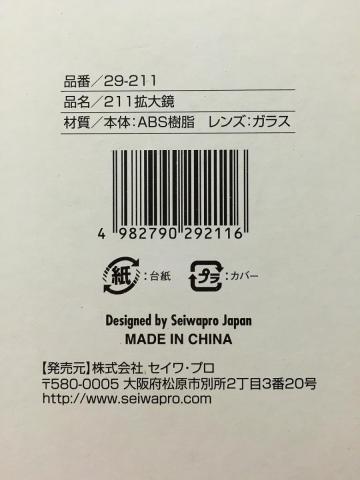 品番/29-211
品名/211拡大鏡
材質/本体:ABS樹脂 レンズ:ガラス
4 982790 292116
紙:台紙 プラ:カバー
Designed by Seiwapro Japan
MADE IN CHINA
【発売元】株式会社 セイワ・プロ
〒580-0005 大阪府松原市別所2丁目3番20号
http://www.seiwapro.com